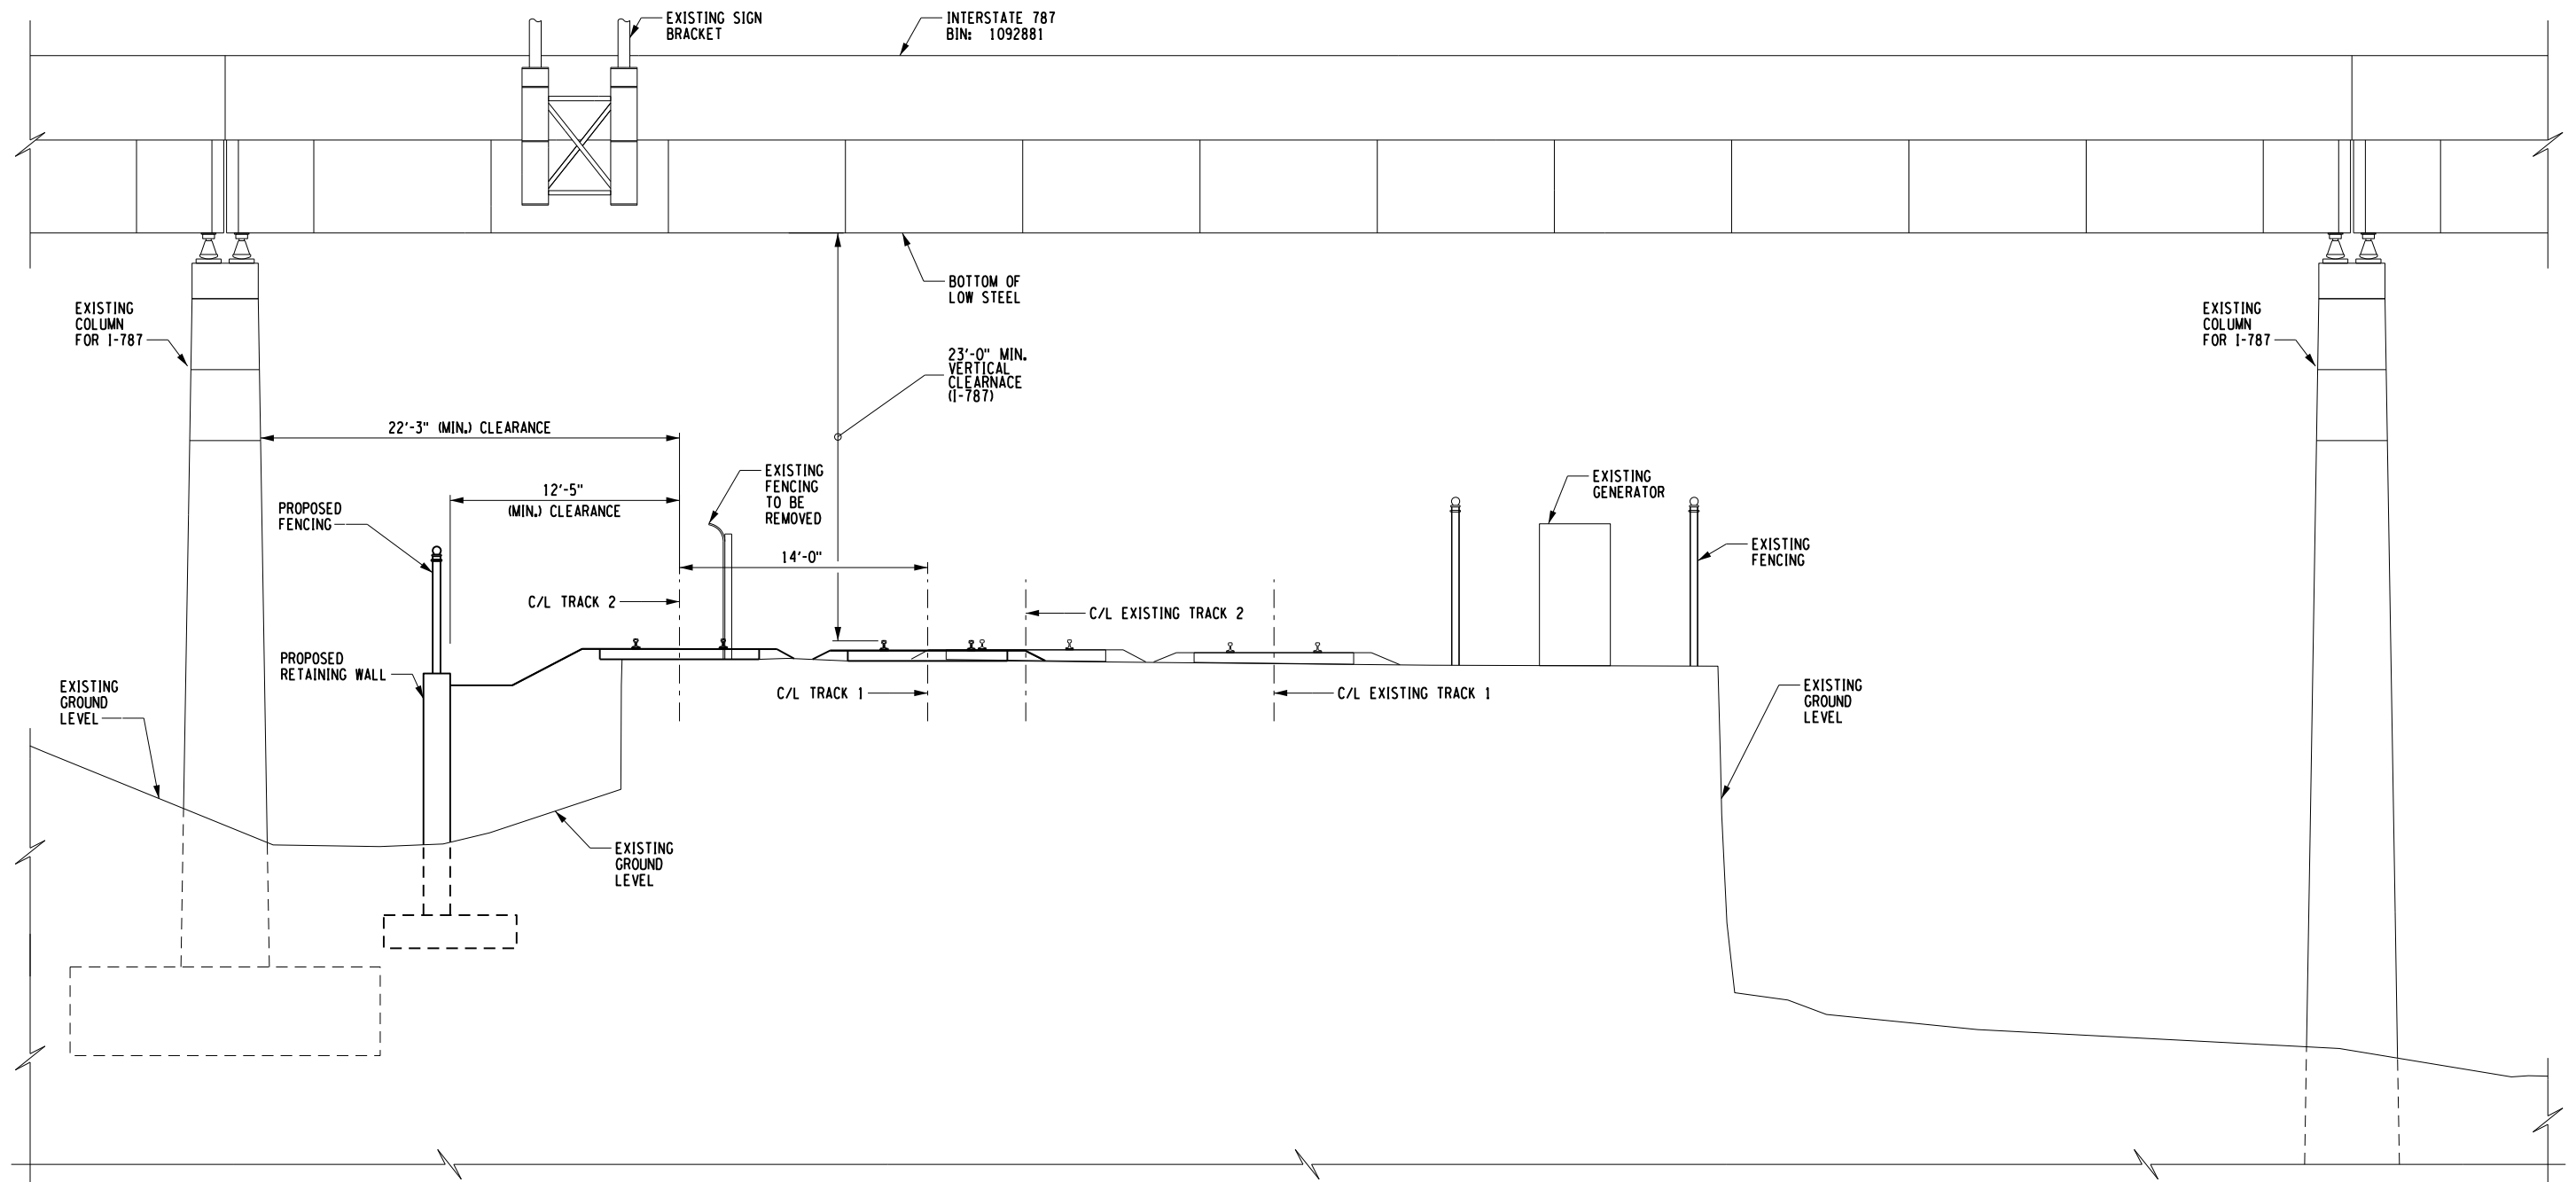 EXISTING SIGN
BRACKET
INTERSTATE 787
BIN: 1092881
BOTTOM OF
LOW STEEL
EXISTING
COLUMN
FOR I-787
EXISTING
COLUMN
FOR I-787
23'-0" MIN.
VERTICAL
CLEARNACE
(I-787)
22'-3" (MIN.) CLEARANCE
EXISTING
FENCING
TO BE
REMOVED
EXISTING
GENERATOR
12'-5"
(MIN.) CLEARANCE
PROPOSED
FENCING
14'-0"
EXISTING
FENCING
C/L TRACK 2
C/L EXISTING TRACK 2
PROPOSED
RETAINING WALL
C/L TRACK 1
C/L EXISTING TRACK 1
EXISTING
GROUND
LEVEL
EXISTING
GROUND
LEVEL
EXISTING
GROUND
LEVEL